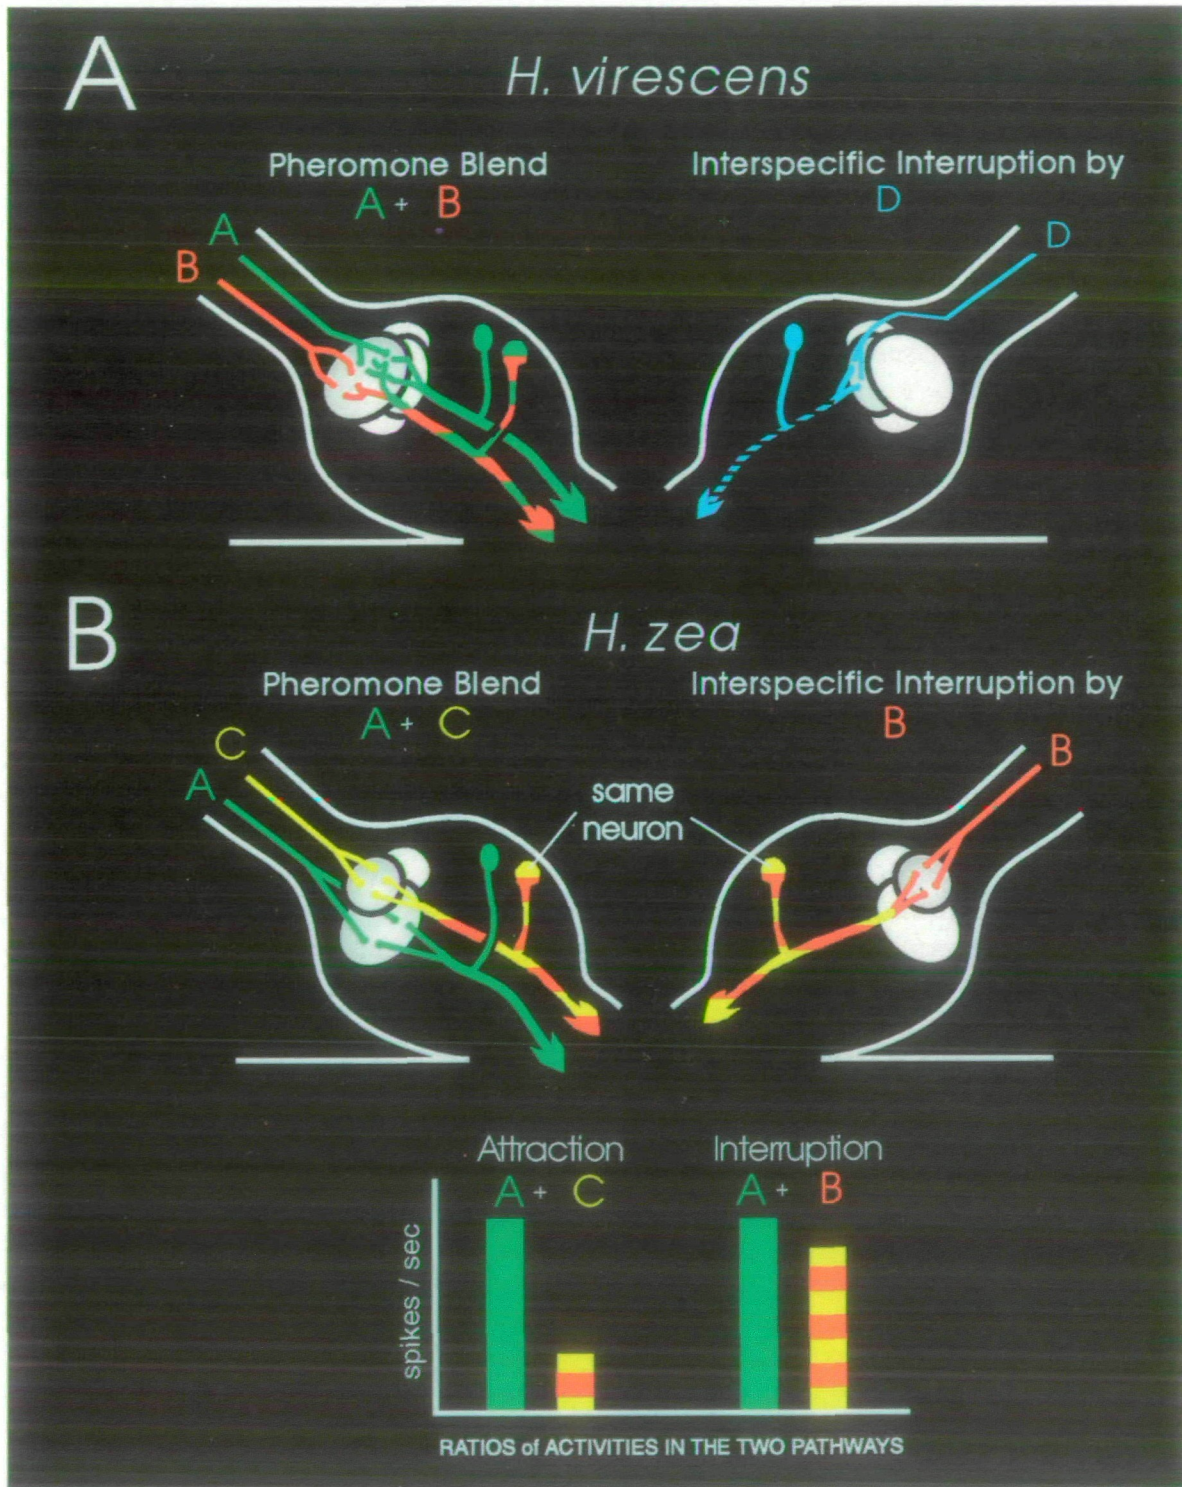 A
H. virescens
Pheromone Blend
A + B
Interspecific Interruption by
D
A
B
D
B
H. zea
Pheromone Blend
A + C
Interspecific Interruption by
B
C
A
B
same
neuron
Attraction
A + C
Interruption
A + B
spikes / sec
RATIOS of ACTIVITIES IN THE TWO PATHWAYS